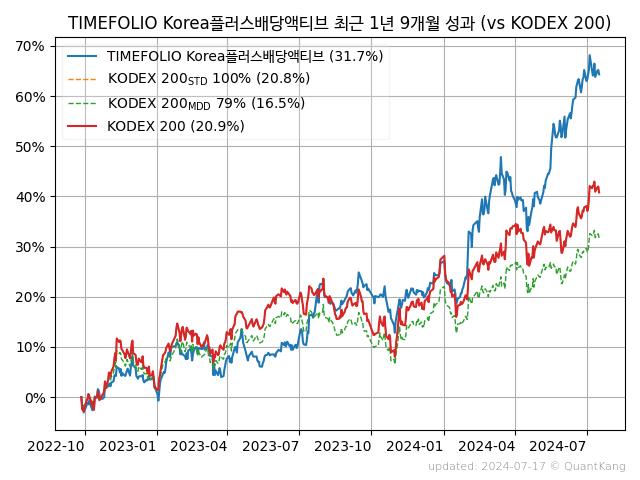 TIMEFOLIO Korea플러스배당액티브 최근 1년 9개월 성과 (vs KODEX 200)
70%
60%
50%
40%
30%
20%
10%
0%
TIMEFOLIO Korea플러스배당액티브 (31.7%)
KODEX 200STD 100% (20.8%)
KODEX 200MDD 79% (16.5%)
KODEX 200 (20.9%)
2022-10 2023-01 2023-04 2023-07 2023-10 2024-01 2024-04 2024-07
updated: 2024-07-17 © QuantKang